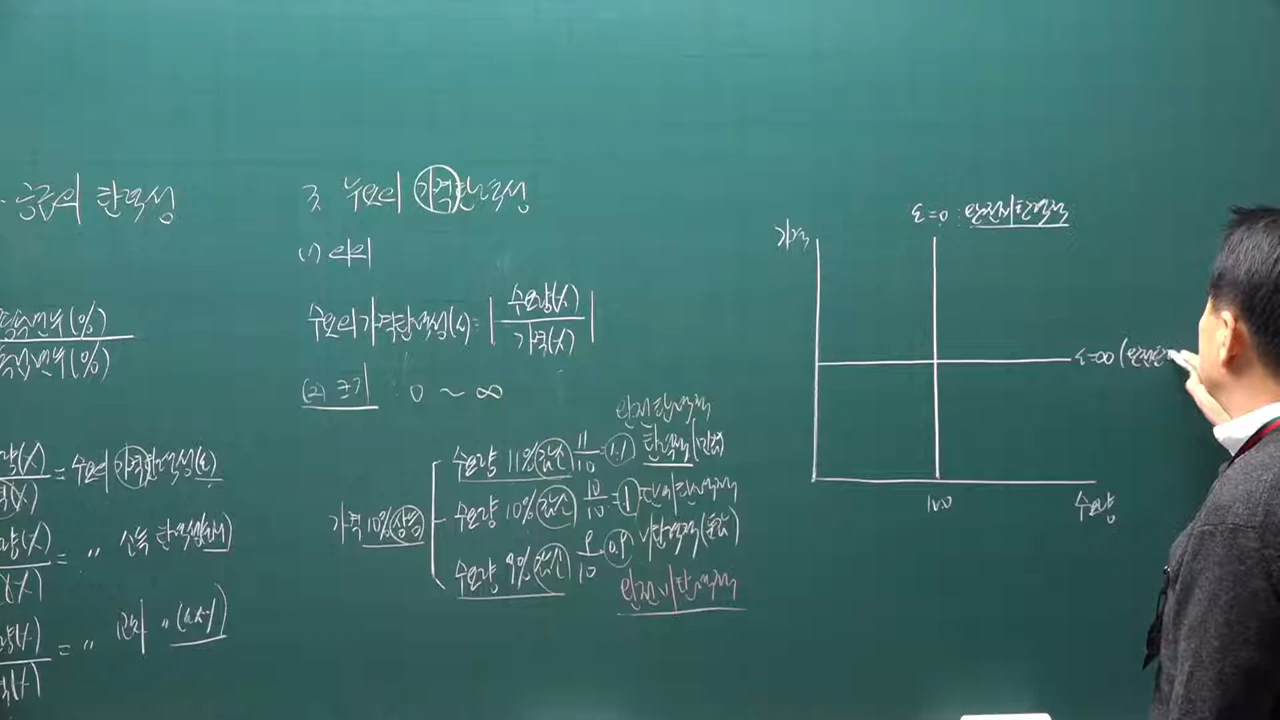 공급의 탄력성
3. 수요의 가격탄력성
(1) 의의
수요의 가격탄력성(ε)= | 수요량(%) / 가격(%) |
(2) 크기 : 0 ~ ∞
완전탄력적
수요량 11%감소 11/10 =1.1 탄력적(민감)
가격 10%상승
수요량 10%감소 10/10 =1 단위탄력적
수요량 9%감소 9/10 0.9 비탄력적(둔감)
완전비탄력적
(%)
(%)
(%) = 수요의 가격탄력성(ε)
(%) = 〃 소득 탄력성
= 〃 교차 〃
ε=0 : 완전비탄력적
가격
ε=∞ (완전탄
100
수요량